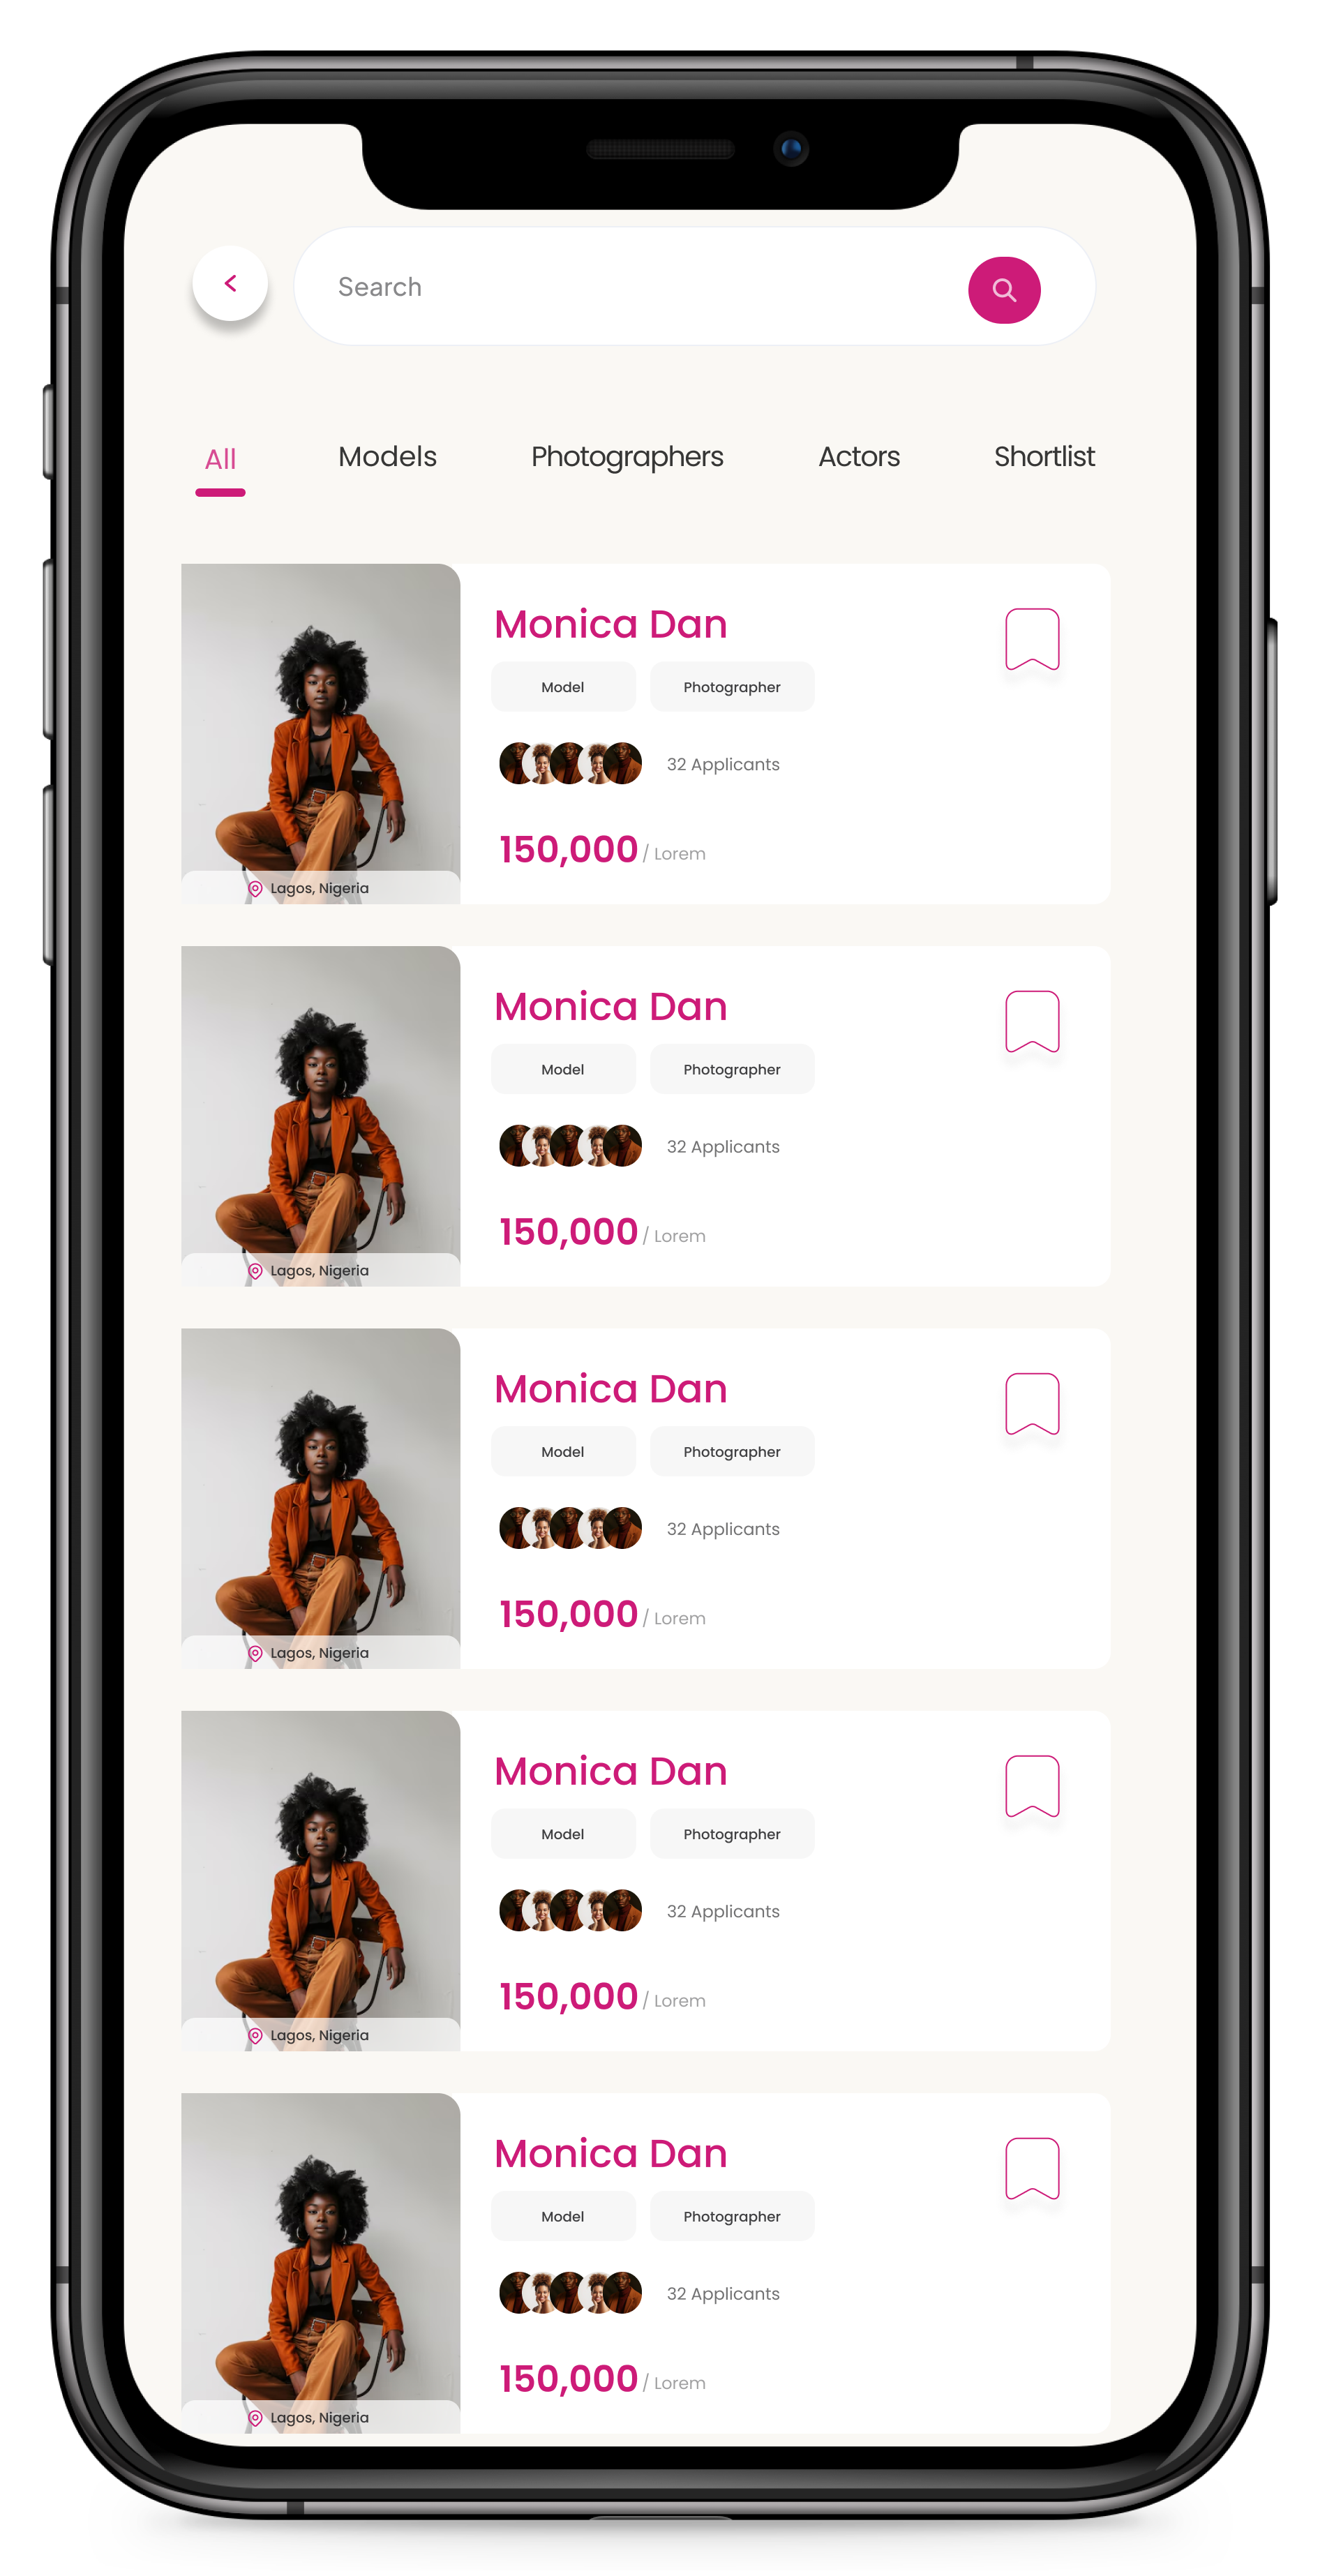 Search
All Models Photographers Actors Shortlist
Monica Dan
Model Photographer
32 Applicants
150,000 / Lorem
Lagos, Nigeria
Monica Dan
Model Photographer
32 Applicants
150,000 / Lorem
Lagos, Nigeria
Monica Dan
Model Photographer
32 Applicants
150,000 / Lorem
Lagos, Nigeria
Monica Dan
Model Photographer
32 Applicants
150,000 / Lorem
Lagos, Nigeria
Monica Dan
Model Photographer
32 Applicants
150,000 / Lorem
Lagos, Nigeria